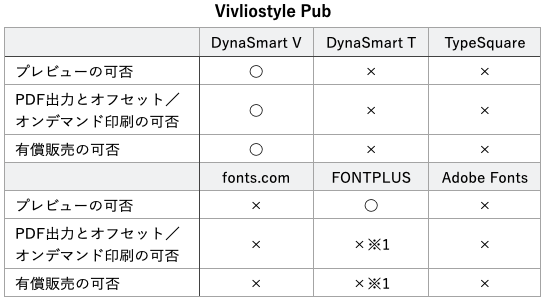 Vivliostyle Pub
DynaSmart V DynaSmart T TypeSquare
プレビューの可否 ○ × ×
PDF出力とオフセット／
オンデマンド印刷の可否 ○ × ×
有償販売の可否 ○ × ×
fonts.com FONTPLUS Adobe Fonts
プレビューの可否 × ○ ×
PDF出力とオフセット／
オンデマンド印刷の可否 × ×※1 ×
有償販売の可否 × ×※1 ×